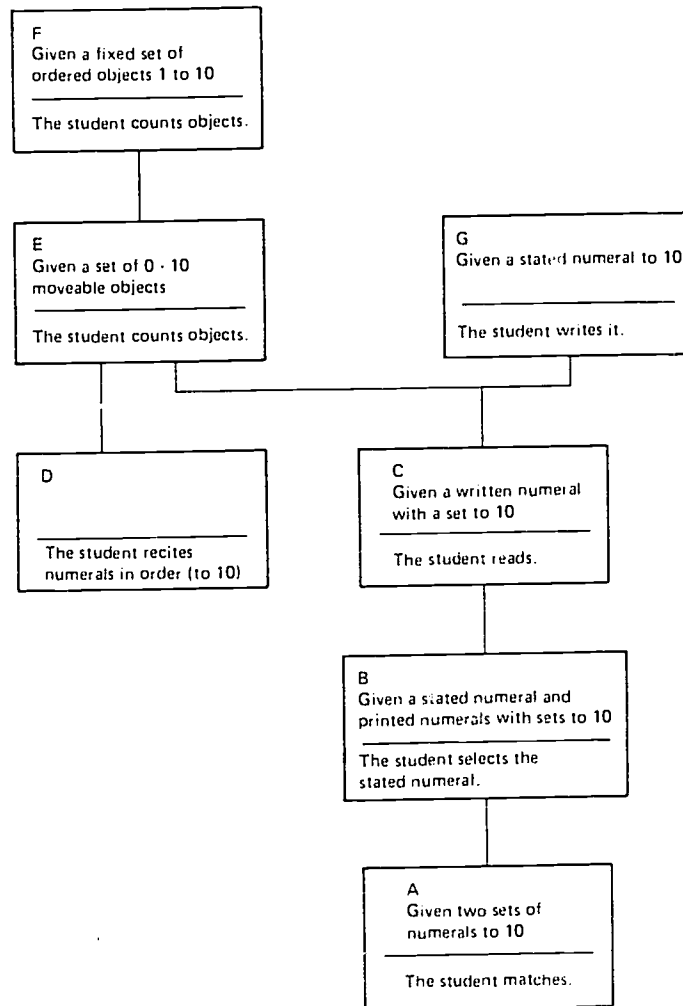 F
Given a fixed set of
ordered objects 1 to 10
The student counts objects.
E
Given a set of 0 - 10
moveable objects
The student counts objects.
G
Given a stated numeral to 10
The student writes it.
D
The student recites
numerals in order (to 10)
C
Given a written numeral
with a set to 10
The student reads.
B
Given a stated numeral and
printed numerals with sets to 10
The student selects the
stated numeral.
A
Given two sets of
numerals to 10
The student matches.